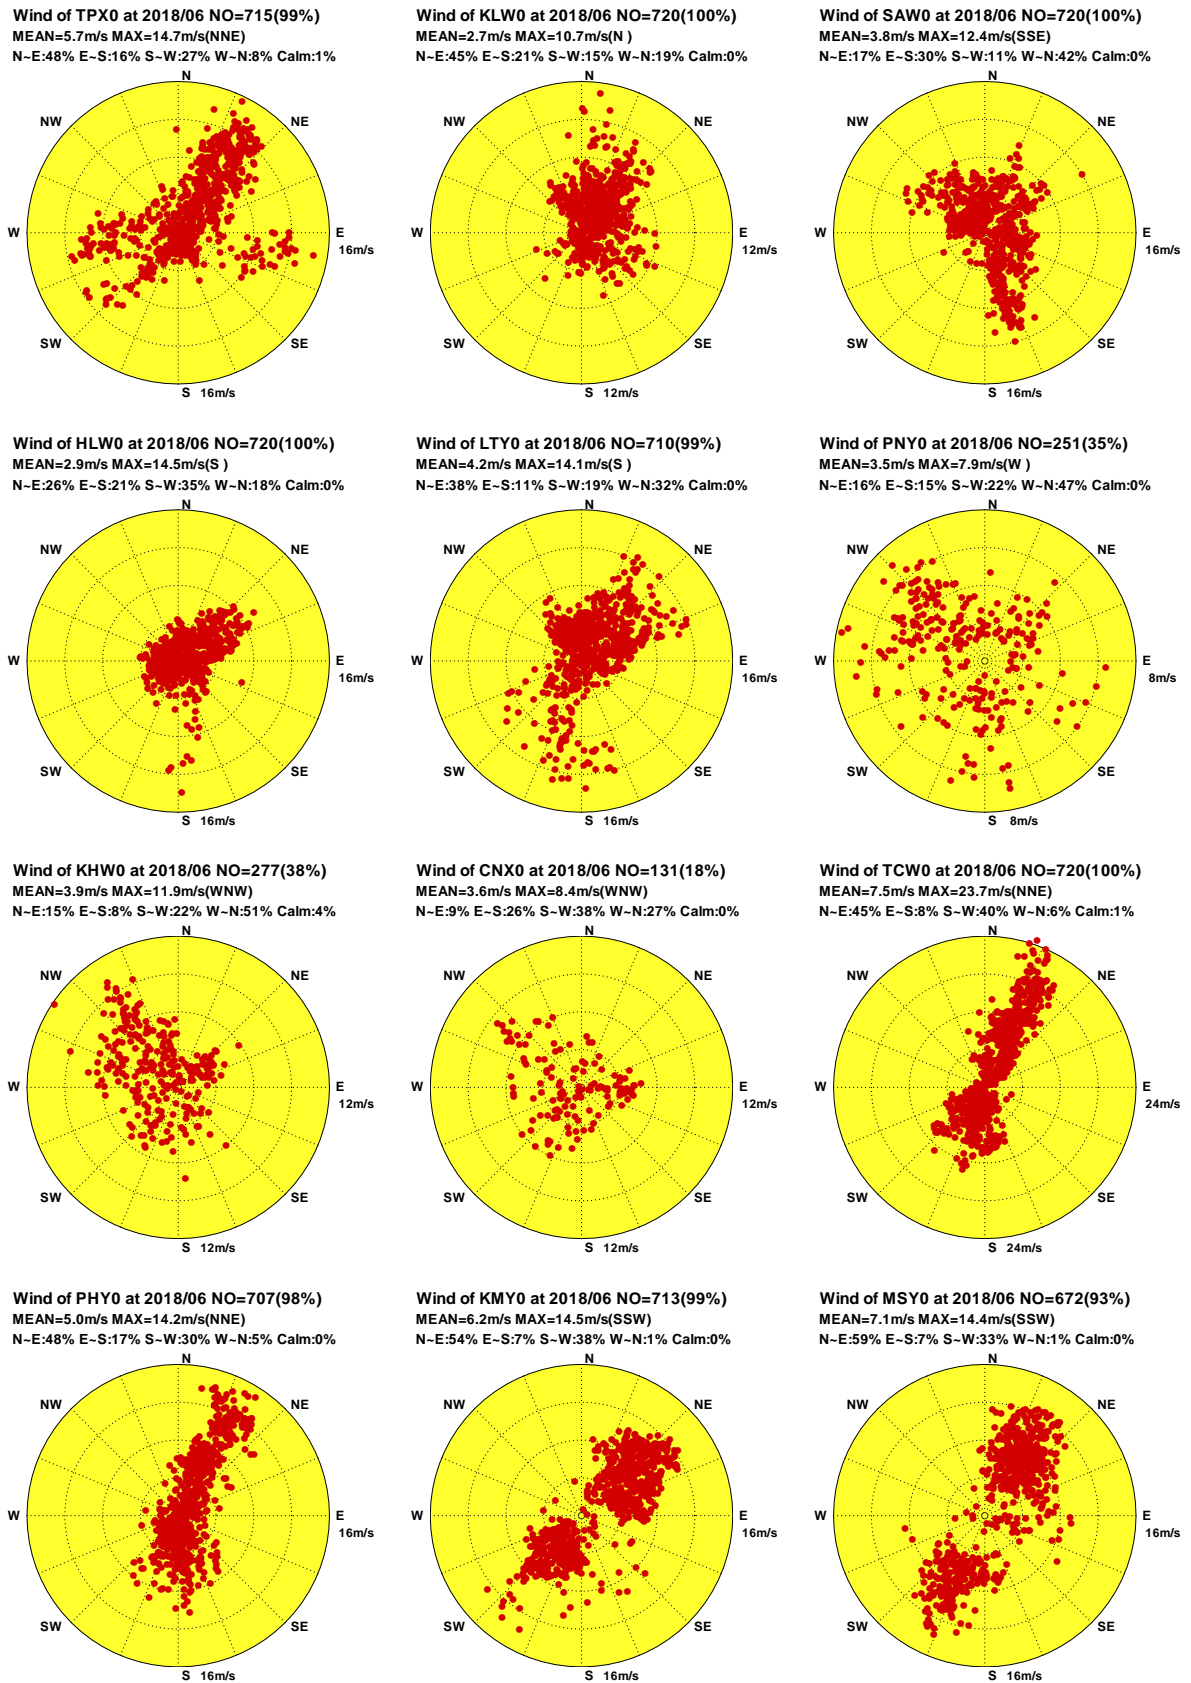 Wind of TPX0 at 2018/06 NO=715(99%)
MEAN=5.7m/s MAX=14.7m/s(NNE)
N~E:48% E~S:16% S~W:27% W~N:8% Calm:1%
N
NW
NE
W
E
16m/s
SW
SE
S 16m/s
Wind of KLW0 at 2018/06 NO=720(100%)
MEAN=2.7m/s MAX=10.7m/s(N )
N~E:45% E~S:21% S~W:15% W~N:19% Calm:0%
N
NW
NE
W
E
12m/s
SW
SE
S 12m/s
Wind of SAW0 at 2018/06 NO=720(100%)
MEAN=3.8m/s MAX=12.4m/s(SSE)
N~E:17% E~S:30% S~W:11% W~N:42% Calm:0%
N
NW
NE
W
E
16m/s
SW
SE
S 16m/s
Wind of HLW0 at 2018/06 NO=720(100%)
MEAN=2.9m/s MAX=14.5m/s(S )
N~E:26% E~S:21% S~W:35% W~N:18% Calm:0%
N
NW
NE
W
E
16m/s
SW
SE
S 16m/s
Wind of LTY0 at 2018/06 NO=710(99%)
MEAN=4.2m/s MAX=14.1m/s(S )
N~E:38% E~S:11% S~W:19% W~N:32% Calm:0%
N
NW
NE
W
E
16m/s
SW
SE
S 16m/s
Wind of PNY0 at 2018/06 NO=251(35%)
MEAN=3.5m/s MAX=7.9m/s(W )
N~E:16% E~S:15% S~W:22% W~N:47% Calm:0%
N
NW
NE
W
E
8m/s
SW
SE
S 8m/s
Wind of KHW0 at 2018/06 NO=277(38%)
MEAN=3.9m/s MAX=11.9m/s(WNW)
N~E:15% E~S:8% S~W:22% W~N:51% Calm:4%
N
NW
NE
W
E
12m/s
SW
SE
S 12m/s
Wind of CNX0 at 2018/06 NO=131(18%)
MEAN=3.6m/s MAX=8.4m/s(WNW)
N~E:9% E~S:26% S~W:38% W~N:27% Calm:0%
N
NW
NE
W
E
12m/s
SW
SE
S 12m/s
Wind of TCW0 at 2018/06 NO=720(100%)
MEAN=7.5m/s MAX=23.7m/s(NNE)
N~E:45% E~S:8% S~W:40% W~N:6% Calm:1%
N
NW
NE
W
E
24m/s
SW
SE
S 24m/s
Wind of PHY0 at 2018/06 NO=707(98%)
MEAN=5.0m/s MAX=14.2m/s(NNE)
N~E:48% E~S:17% S~W:30% W~N:5% Calm:0%
N
NW
NE
W
E
16m/s
SW
SE
S 16m/s
Wind of KMY0 at 2018/06 NO=713(99%)
MEAN=6.2m/s MAX=14.5m/s(SSW)
N~E:54% E~S:7% S~W:38% W~N:1% Calm:0%
N
NW
NE
W
E
16m/s
SW
SE
S 16m/s
Wind of MSY0 at 2018/06 NO=672(93%)
MEAN=7.1m/s MAX=14.4m/s(SSW)
N~E:59% E~S:7% S~W:33% W~N:1% Calm:0%
N
NW
NE
W
E
16m/s
SW
SE
S 16m/s